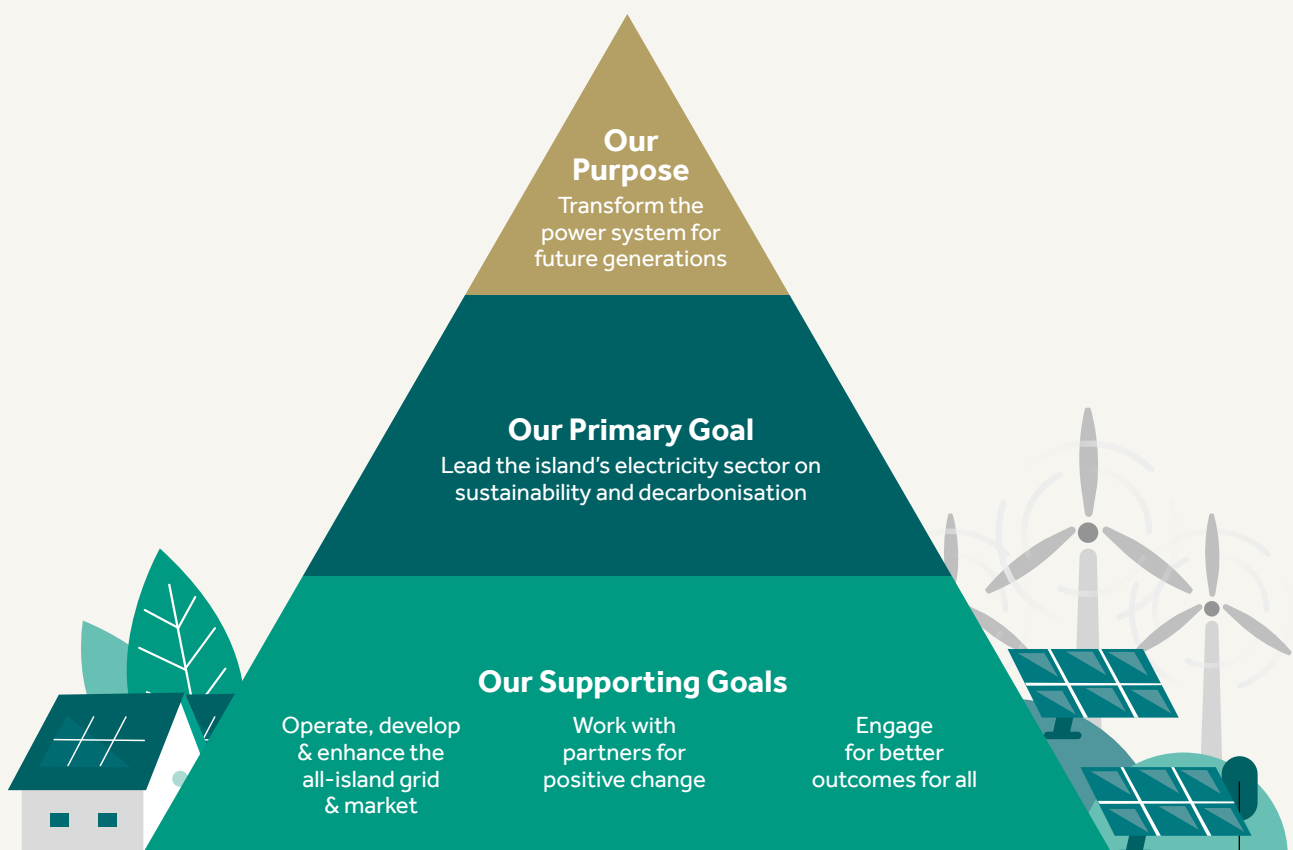 Our
Purpose
Transform the
power system for
future generations
Our Primary Goal
Lead the island's electricity sector on
sustainability and decarbonisation
Our Supporting Goals
Operate, develop
& enhance the
all-island grid
& market
Work with
partners for
positive change
Engage
for better
outcomes for all